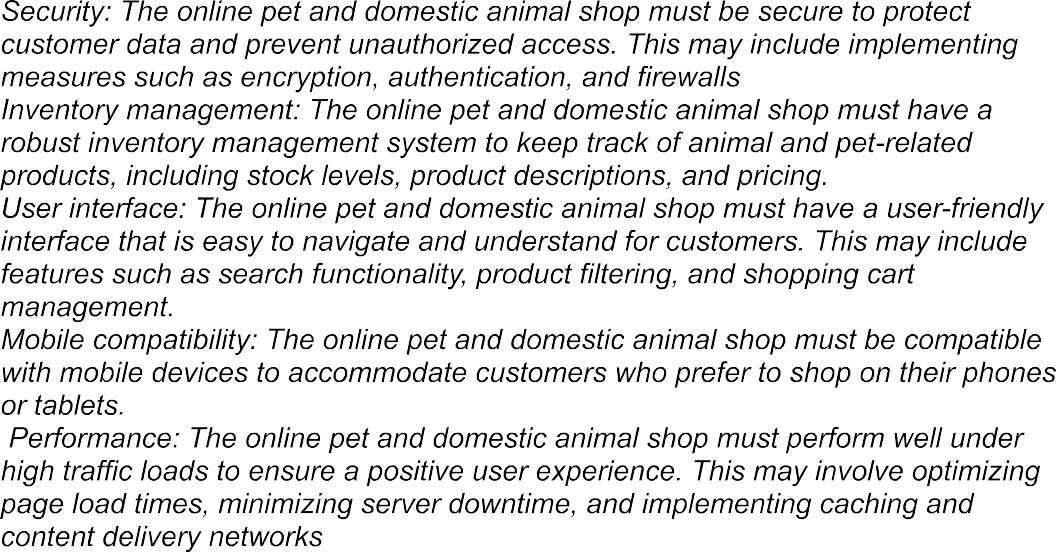 Security: The online pet and domestic animal shop must be secure to protect
customer data and prevent unauthorized access. This may include implementing
measures such as encryption, authentication, and firewalls
Inventory management: The online pet and domestic animal shop must have a
robust inventory management system to keep track of animal and pet-related
products, including stock levels, product descriptions, and pricing.
User interface: The online pet and domestic animal shop must have a user-friendly
interface that is easy to navigate and understand for customers. This may include
features such as search functionality, product filtering, and shopping cart
management.
Mobile compatibility: The online pet and domestic animal shop must be compatible
with mobile devices to accommodate customers who prefer to shop on their phones
or tablets.
Performance: The online pet and domestic animal shop must perform well under
high traffic loads to ensure a positive user experience. This may involve optimizing
page load times, minimizing server downtime, and implementing caching and
content delivery networks